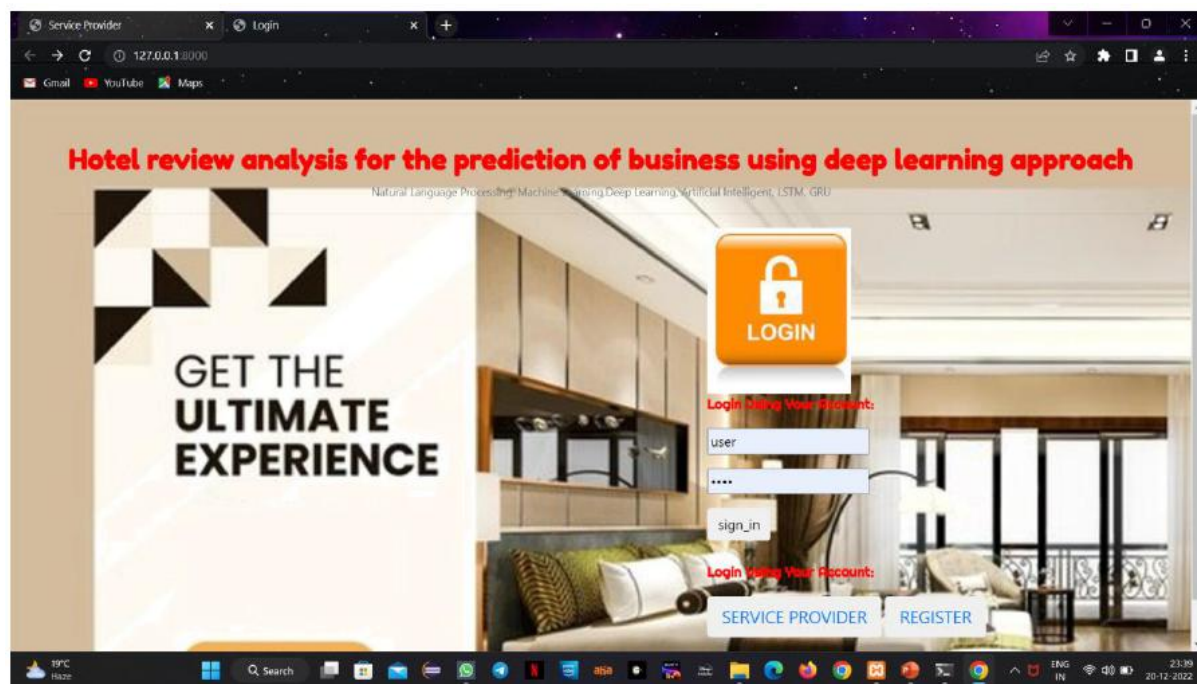 Service Provider
Login
127.0.0.1:8000
Gmail
YouTube
Maps
Hotel review analysis for the prediction of business using deep learning approach
Natural Language Processing, Machine Learning,Deep Learning, Artificial Intelligent, LSTM, GRU
LOGIN
GET THE
ULTIMATE
EXPERIENCE
Login Using Your Account:
user
••••
sign_in
Login Using Your Account:
SERVICE PROVIDER
REGISTER
19°C
Haze
Search
ENG
IN
23:39
20-12-2022